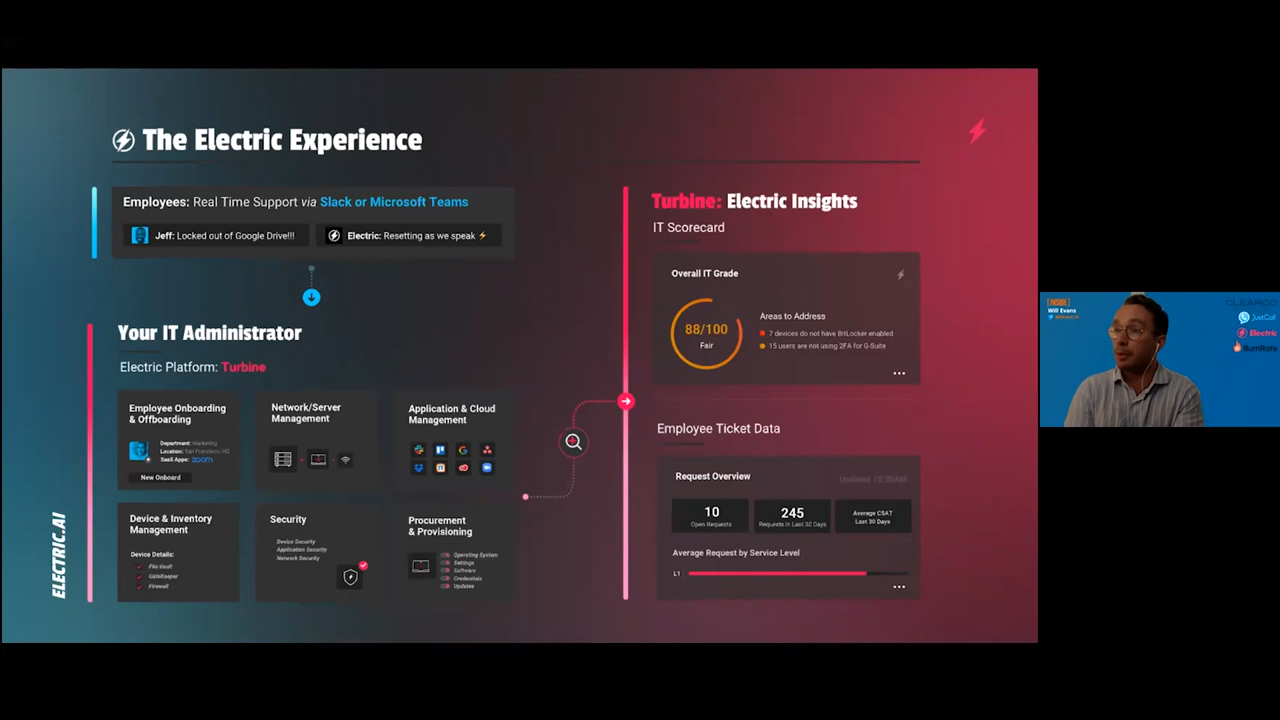 The Electric Experience
Employees: Real Time Support via Slack or Microsoft Teams
Jeff: Locked out of Google Drive!!!
Electric: Resetting as we speak ⚡
Your IT Administrator
Electric Platform: Turbine
Employee Onboarding
& Offboarding
Department: Marketing
Location: San Francisco, HQ
SaaS Apps: zoom
New Onboard
Network/Server
Management
Application & Cloud
Management
Device & Inventory
Management
Device Details:
File Vault
GateKeeper
Firewall
Security
Device Security
Application Security
Network Security
Procurement
& Provisioning
Operating System
Settings
Software
Credentials
Updates
ELECTRIC.AI
Turbine: Electric Insights
IT Scorecard
Overall IT Grade
88/100
Fair
Areas to Address
7 devices do not have BitLocker enabled
15 users are not using 2FA for G-Suite
Employee Ticket Data
Request Overview
Updated 10:20AM
10
Open Requests
245
Requests in Last 30 Days
Average CSAT
Last 30 Days
Average Request by Service Level
L1
[INSIDE]
Will Evans
CLEARCO
JustCall
Electric
BurnRate